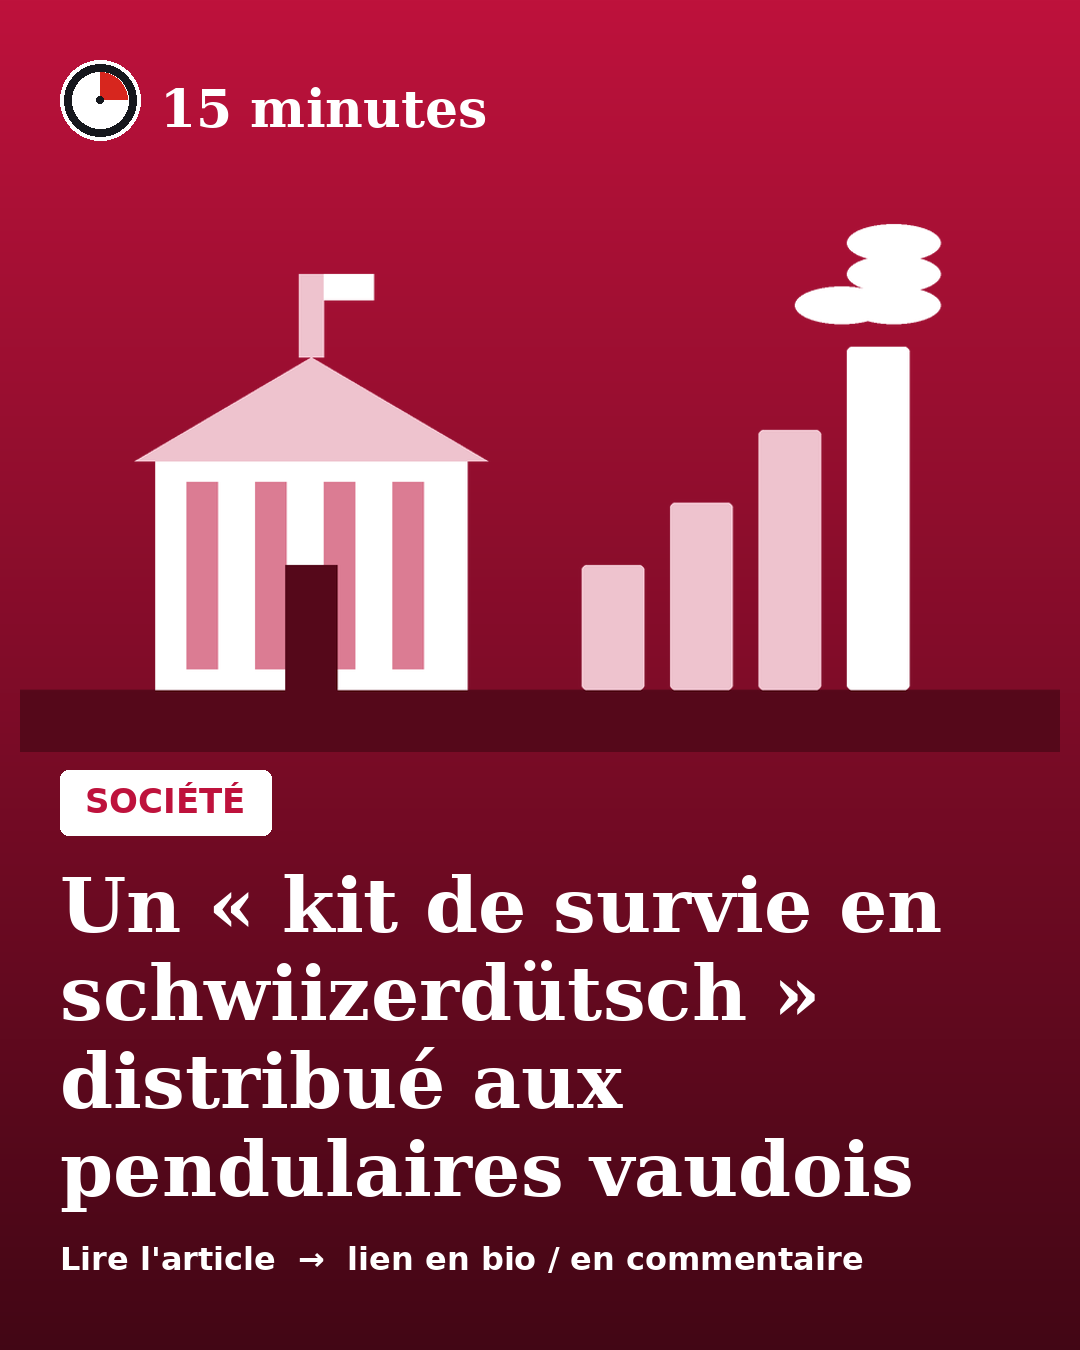 15 minutes
SOCIÉTÉ
Un « kit de survie en
schwiizerdütsch »
distribué aux
pendulaires vaudois
Lire l'article → lien en bio / en commentaire